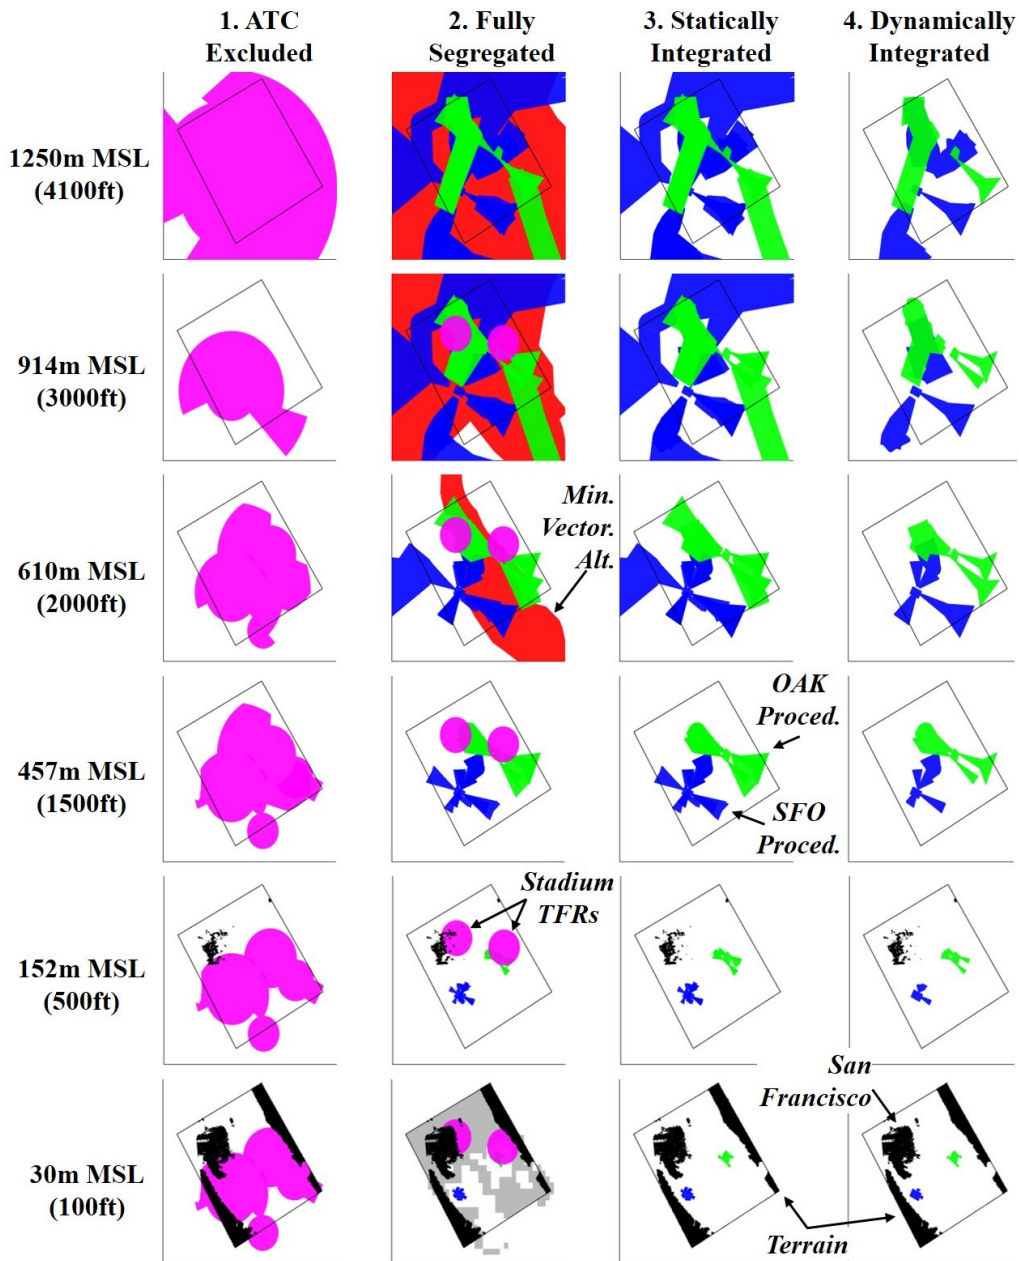 1. ATC
Excluded
2. Fully
Segregated
3. Statically
Integrated
4. Dynamically
Integrated
1250m MSL
(4100ft)
914m MSL
(3000ft)
Min.
Vector.
Alt.
610m MSL
(2000ft)
OAK
Proced.
457m MSL
(1500ft)
SFO
Proced.
Stadium
TFRs
152m MSL
(500ft)
San
Francisco
30m MSL
(100ft)
Terrain